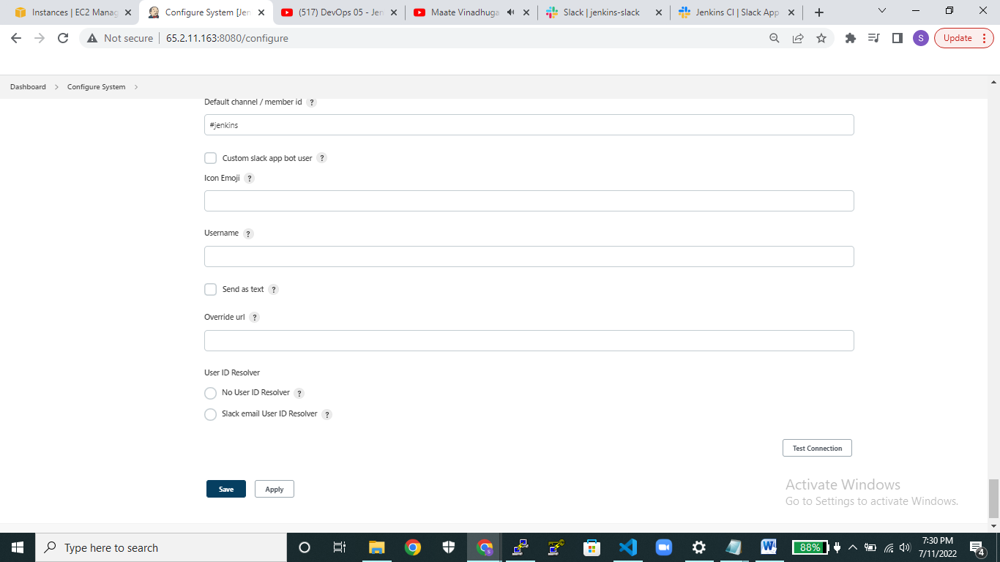 Instances | EC2 Manag
Configure System [Jen
(517) DevOps 05 - Jen
Maate Vinadhuga
Slack | jenkins-slack
Jenkins CI | Slack App
Not secure
65.2.11.163:8080/configure
S
Update
Dashboard
Configure System
Default channel / member id ?
#jenkins
Custom slack app bot user ?
Icon Emoji ?
Username ?
Send as text ?
Override url ?
User ID Resolver
No User ID Resolver ?
Slack email User ID Resolver ?
Test Connection
Save
Apply
Activate Windows
Go to Settings to activate Windows.
Type here to search
88%
7:30 PM
7/11/2022
4